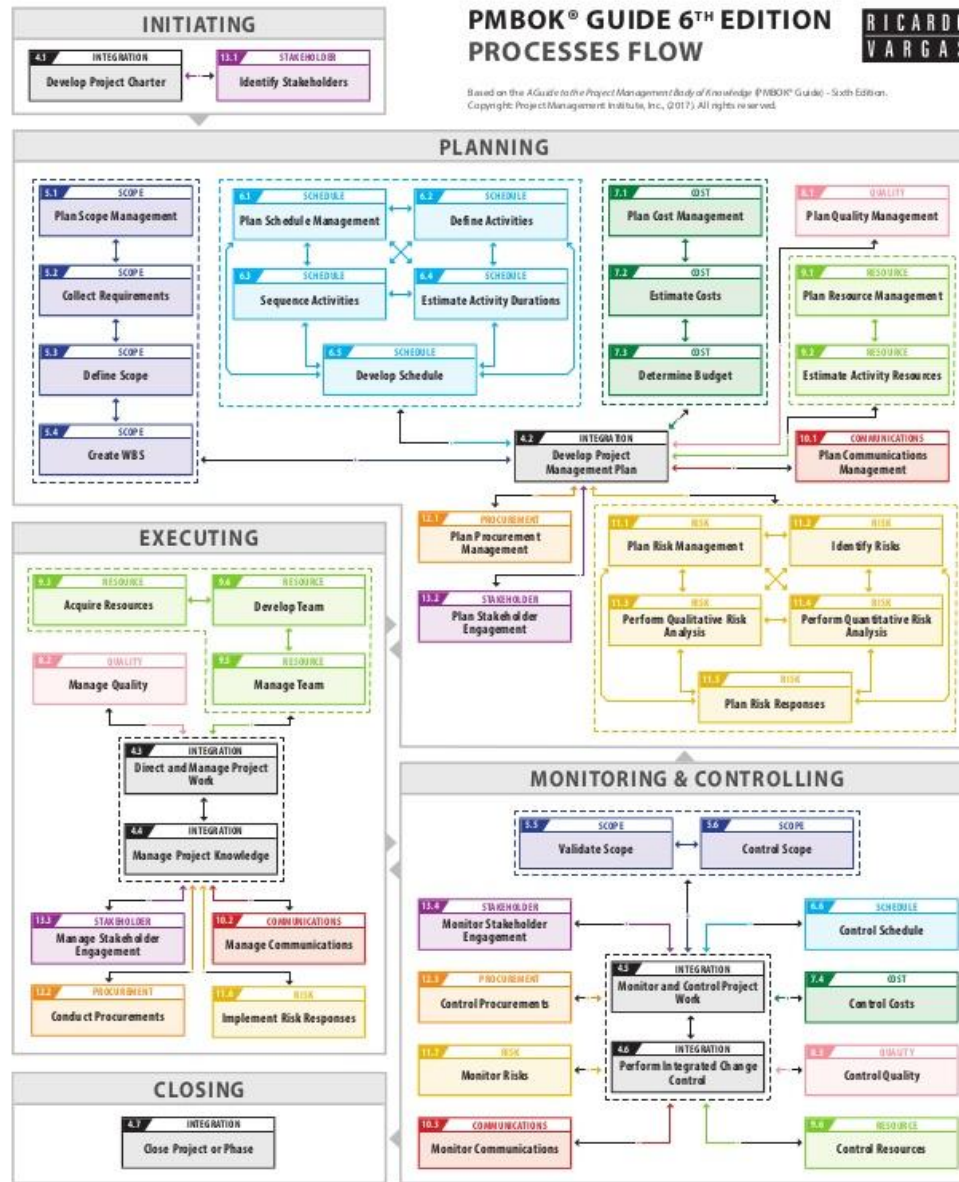 INITIATING
4.1 INTEGRATION
Develop Project Charter
13.1 STAKEHOLDER
Identify Stakeholders
PMBOK® GUIDE 6TH EDITION
PROCESSES FLOW
RICARDO
VARGAS
Based on the A Guide to the Project Management Body of Knowledge (PMBOK® Guide) - Sixth Edition.
Copyright: Project Management Institute, Inc., (2017). All rights reserved.
PLANNING
5.1 SCOPE
Plan Scope Management
5.2 SCOPE
Collect Requirements
5.3 SCOPE
Define Scope
5.4 SCOPE
Create WBS
6.1 SCHEDULE
Plan Schedule Management
6.2 SCHEDULE
Define Activities
6.3 SCHEDULE
Sequence Activities
6.4 SCHEDULE
Estimate Activity Durations
6.5 SCHEDULE
Develop Schedule
7.1 COST
Plan Cost Management
7.2 COST
Estimate Costs
7.3 COST
Determine Budget
8.1 QUALITY
Plan Quality Management
9.1 RESOURCE
Plan Resource Management
9.2 RESOURCE
Estimate Activity Resources
4.2 INTEGRATION
Develop Project
Management Plan
10.1 COMMUNICATIONS
Plan Communications
Management
12.1 PROCUREMENT
Plan Procurement
Management
13.2 STAKEHOLDER
Plan Stakeholder
Engagement
11.1 RISK
Plan Risk Management
11.2 RISK
Identify Risks
11.3 RISK
Perform Qualitative Risk
Analysis
11.4 RISK
Perform Quantitative Risk
Analysis
11.5 RISK
Plan Risk Responses
EXECUTING
9.3 RESOURCE
Acquire Resources
RESOURCE
Develop Team
9.5 RESOURCE
Manage Team
8.2 QUALITY
Manage Quality
4.3 INTEGRATION
Direct and Manage Project
Work
4.4 INTEGRATION
Manage Project Knowledge
13.3 STAKEHOLDER
Manage Stakeholder
Engagement
10.2 COMMUNICATIONS
Manage Communications
12.2 PROCUREMENT
Conduct Procurements
11.6 RISK
Implement Risk Responses
CLOSING
4.7 INTEGRATION
Close Project or Phase
MONITORING & CONTROLLING
5.5 SCOPE
Validate Scope
5.6 SCOPE
Control Scope
13.4 STAKEHOLDER
Monitor Stakeholder
Engagement
6.6 SCHEDULE
Control Schedule
12.3 PROCUREMENT
Control Procurements
4.5 INTEGRATION
Monitor and Control Project
Work
7.4 COST
Control Costs
11.7 RISK
Monitor Risks
4.6 INTEGRATION
Perform Integrated Change
Control
8.3 QUALITY
Control Quality
10.3 COMMUNICATIONS
Monitor Communications
RESOURCE
Control Resources